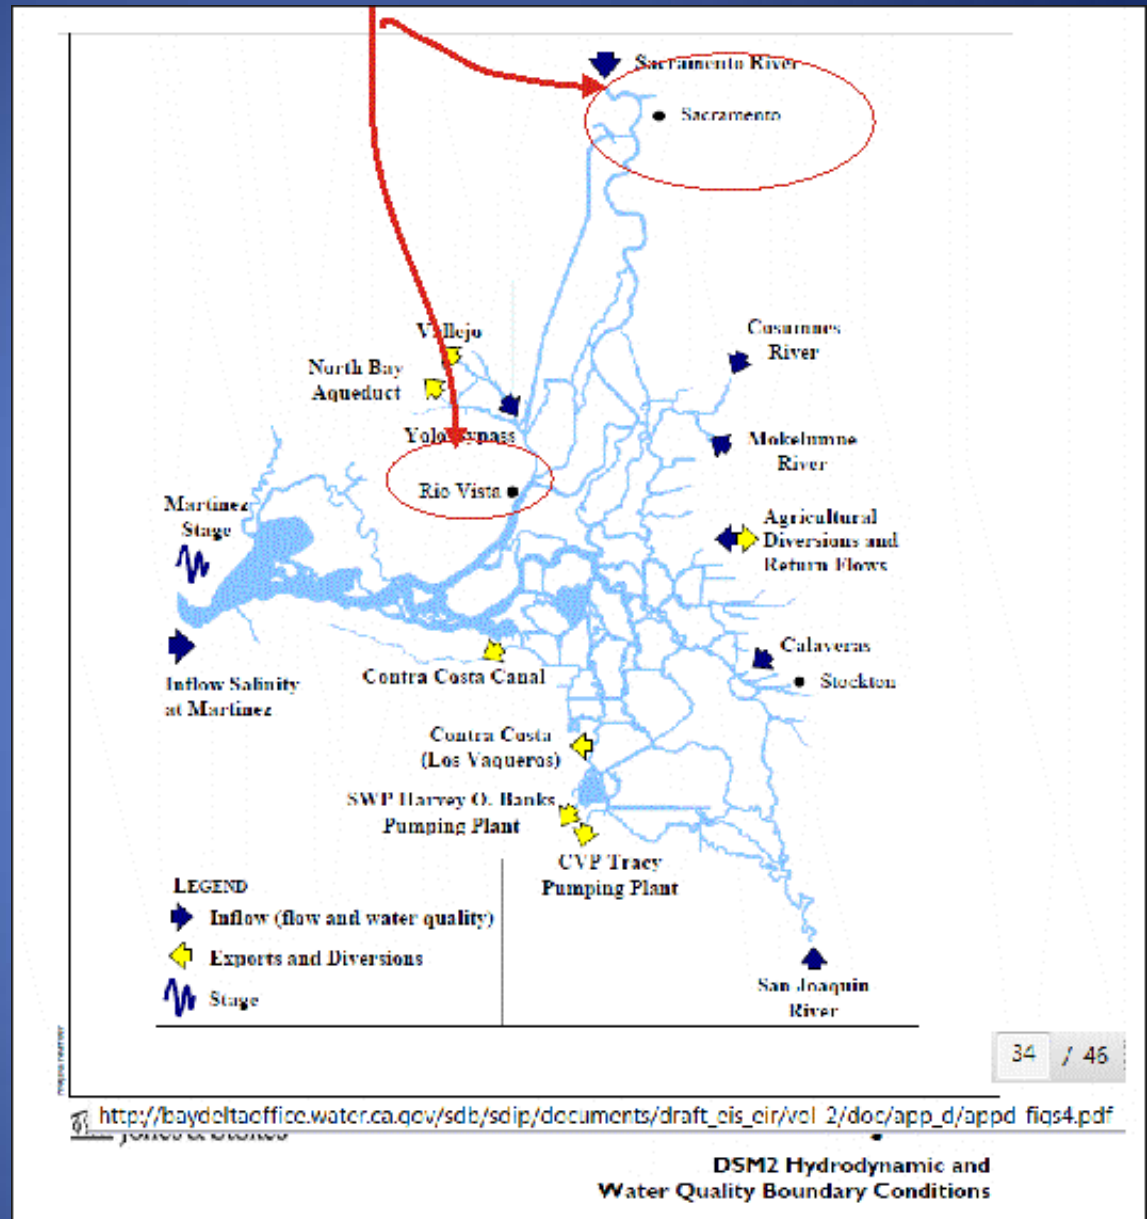 Sacramento River
Sacramento
Vallejo
North Bay
Aqueduct
Cosumnes
River
Yolo Bypass
Mokelumne
River
Rio Vista
Martinez
Stage
Agricultural
Diversions and
Return Flows
Calaveras
Stockton
Contra Costa Canal
Inflow Salinity
at Martinez
Contra Costa
(Los Vaqueros)
SWP Harvey O. Banks
Pumping Plant
CVP Tracy
Pumping Plant
LEGEND
Inflow (flow and water quality)
Exports and Diversions
Stage
San Joaquin
River
34 / 46
http://baydeltaoffice.water.ca.gov/sdb/sdip/documents/draft_eis_eir/vol_2/doc/app_d/appd_figs4.pdf
Jones & Stokes
DSM2 Hydrodynamic and
Water Quality Boundary Conditions